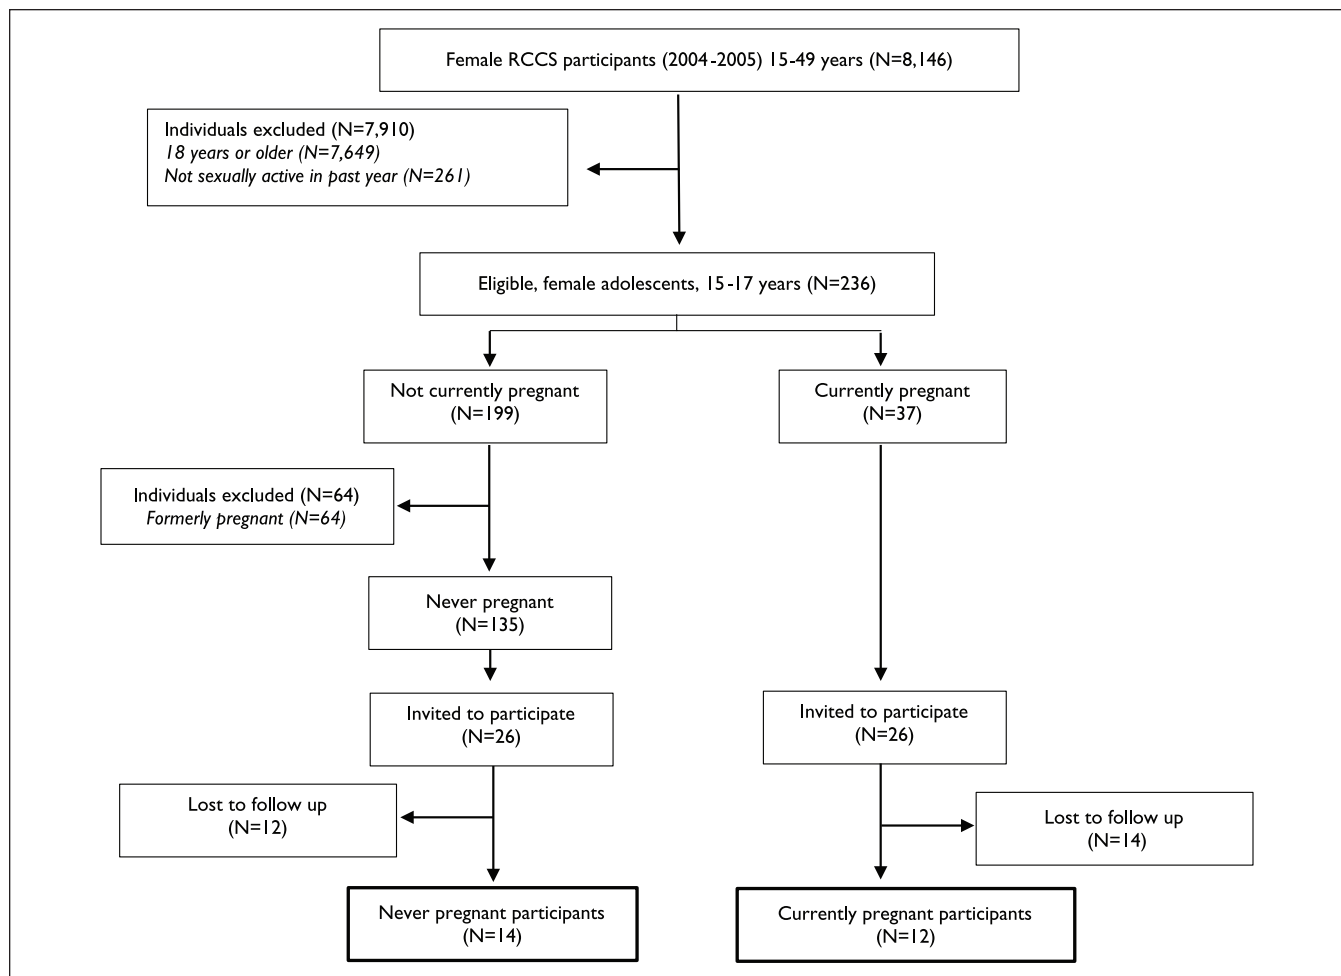 Female RCCS participants (2004-2005) 15-49 years (N=8,146)
Individuals excluded (N=7,910)
18 years or older (N=7,649)
Not sexually active in past year (N=261)
Eligible, female adolescents, 15-17 years (N=236)
Not currently pregnant
(N=199)
Currently pregnant
(N=37)
Individuals excluded (N=64)
Formerly pregnant (N=64)
Never pregnant
(N=135)
Invited to participate
(N=26)
Invited to participate
(N=26)
Lost to follow up
(N=12)
Lost to follow up
(N=14)
Never pregnant participants
(N=14)
Currently pregnant participants
(N=12)